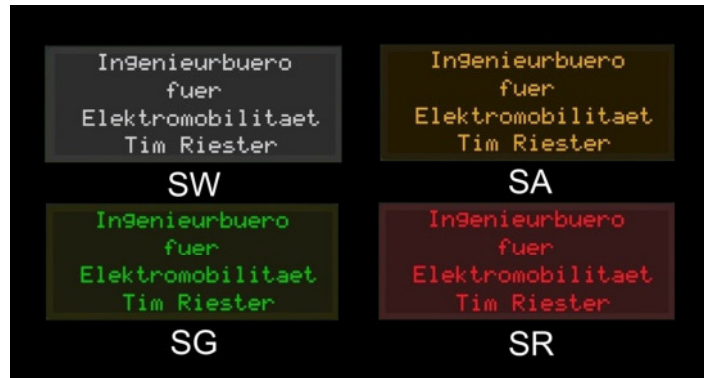 Ingenieurbuero
fuer
Elektromobilitaet
Tim Riester
SW
Ingenieurbuero
fuer
Elektromobilitaet
Tim Riester
SA
Ingenieurbuero
fuer
Elektromobilitaet
Tim Riester
SG
Ingenieurbuero
fuer
Elektromobilitaet
Tim Riester
SR